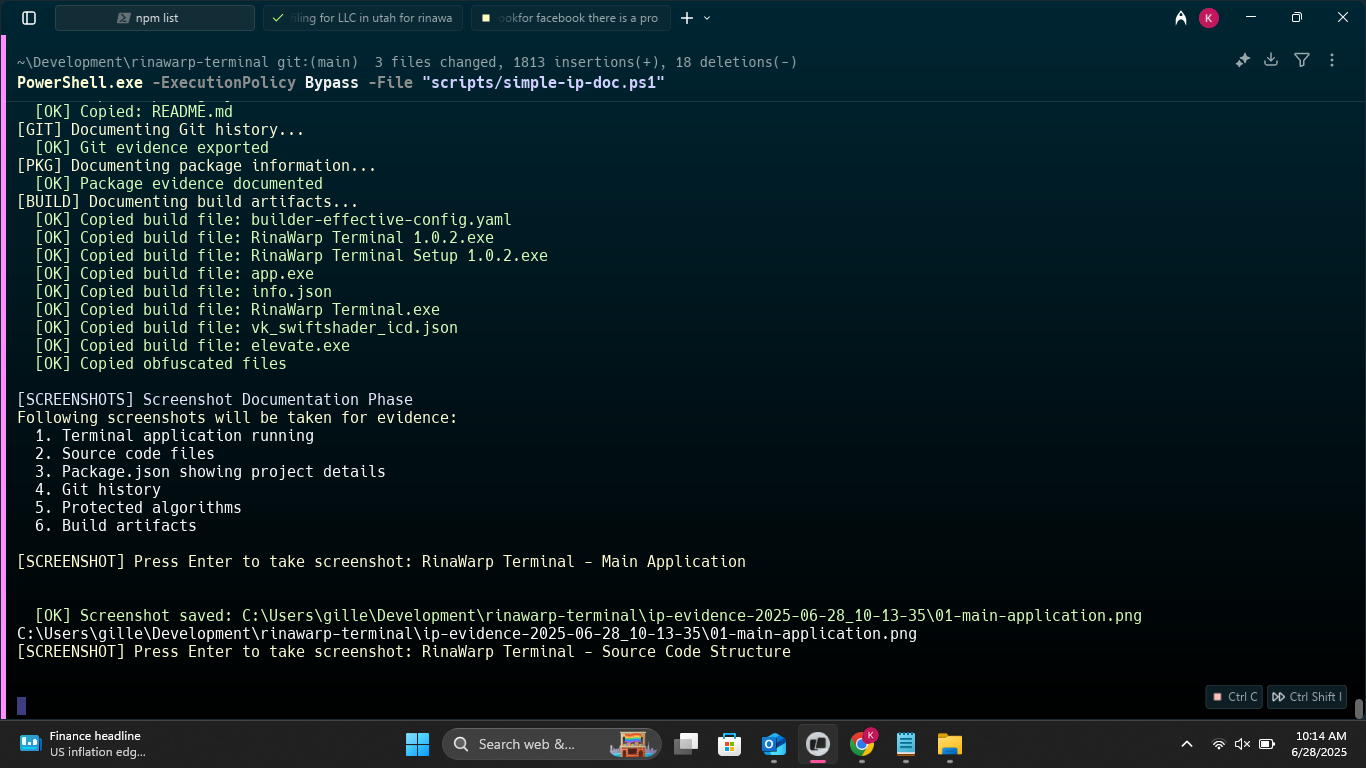 npm list
filing for LLC in utah for rinawa
ookfor facebook there is a pro
K
~\Development\rinawarp-terminal git:(main)  3 files changed, 1813 insertions(+), 18 deletions(-)
PowerShell.exe -ExecutionPolicy Bypass -File "scripts/simple-ip-doc.ps1"
[OK] Copied: README.md
[GIT] Documenting Git history...
[OK] Git evidence exported
[PKG] Documenting package information...
[OK] Package evidence documented
[BUILD] Documenting build artifacts...
[OK] Copied build file: builder-effective-config.yaml
[OK] Copied build file: RinaWarp Terminal 1.0.2.exe
[OK] Copied build file: RinaWarp Terminal Setup 1.0.2.exe
[OK] Copied build file: app.exe
[OK] Copied build file: info.json
[OK] Copied build file: RinaWarp Terminal.exe
[OK] Copied build file: vk_swiftshader_icd.json
[OK] Copied build file: elevate.exe
[OK] Copied obfuscated files
[SCREENSHOTS] Screenshot Documentation Phase
Following screenshots will be taken for evidence:
1. Terminal application running
2. Source code files
3. Package.json showing project details
4. Git history
5. Protected algorithms
6. Build artifacts
[SCREENSHOT] Press Enter to take screenshot: RinaWarp Terminal - Main Application
[OK] Screenshot saved: C:\Users\gille\Development\rinawarp-terminal\ip-evidence-2025-06-28_10-13-35\01-main-application.png
C:\Users\gille\Development\rinawarp-terminal\ip-evidence-2025-06-28_10-13-35\01-main-application.png
[SCREENSHOT] Press Enter to take screenshot: RinaWarp Terminal - Source Code Structure
Ctrl C
Ctrl Shift I
Finance headline
US inflation edg...
Search web &...
K
10:14 AM
6/28/2025